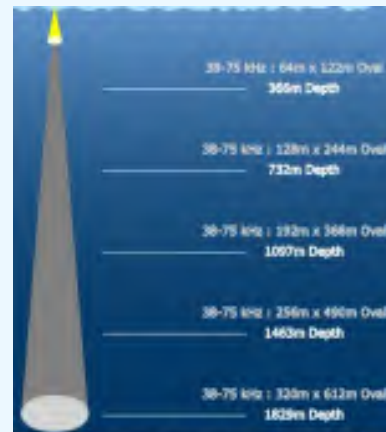 38-75 kHz : 64m x 122m Oval
366m Depth
38-75 kHz : 128m x 244m Oval
732m Depth
38-75 kHz : 192m x 366m Oval
1097m Depth
38-75 kHz : 256m x 490m Oval
1463m Depth
38-75 kHz : 320m x 612m Oval
1829m Depth